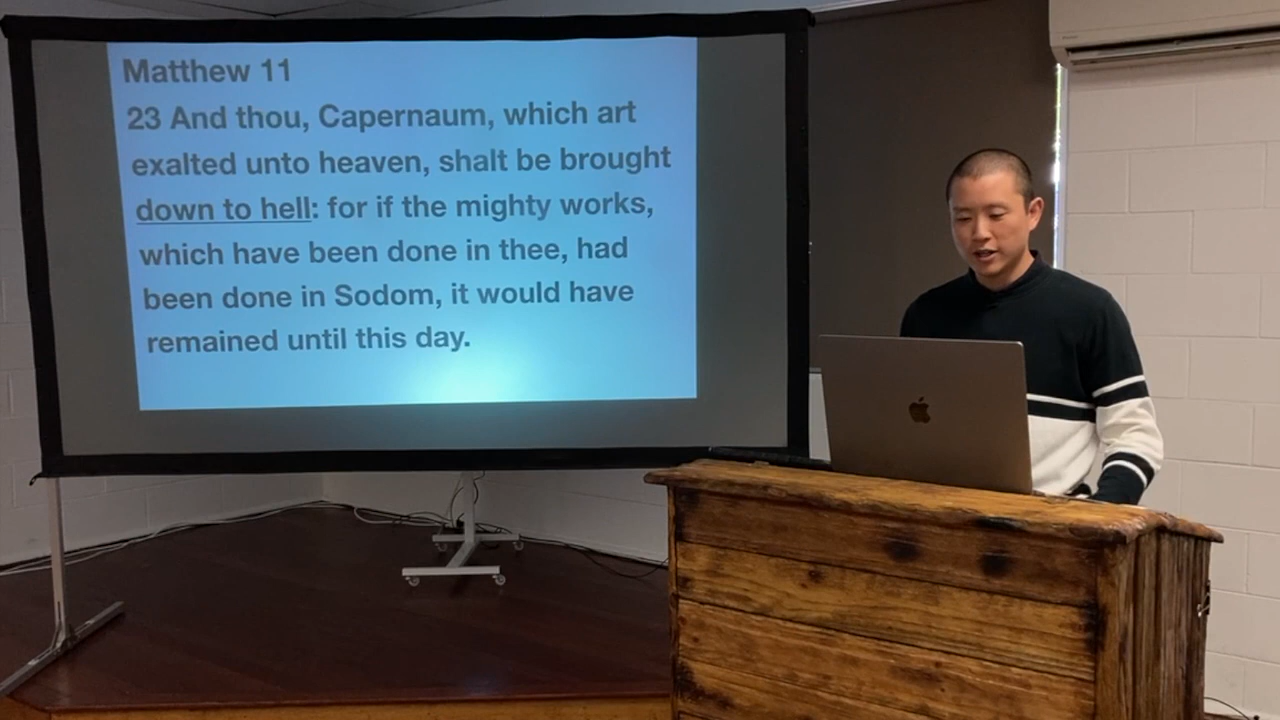 Matthew 11
23 And thou, Capernaum, which art
exalted unto heaven, shalt be brought
down to hell: for if the mighty works,
which have been done in thee, had
been done in Sodom, it would have
remained until this day.